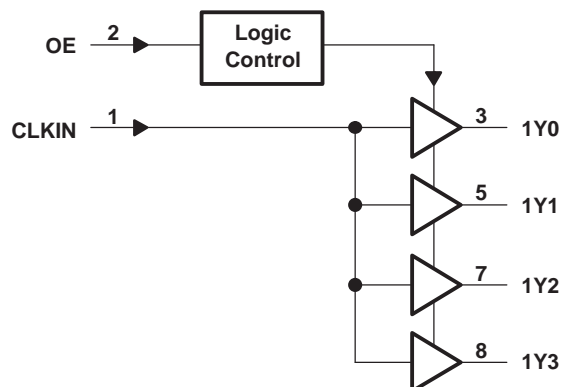 OE 2
Logic
Control
CLKIN 1
3 1Y0
5 1Y1
7 1Y2
8 1Y3